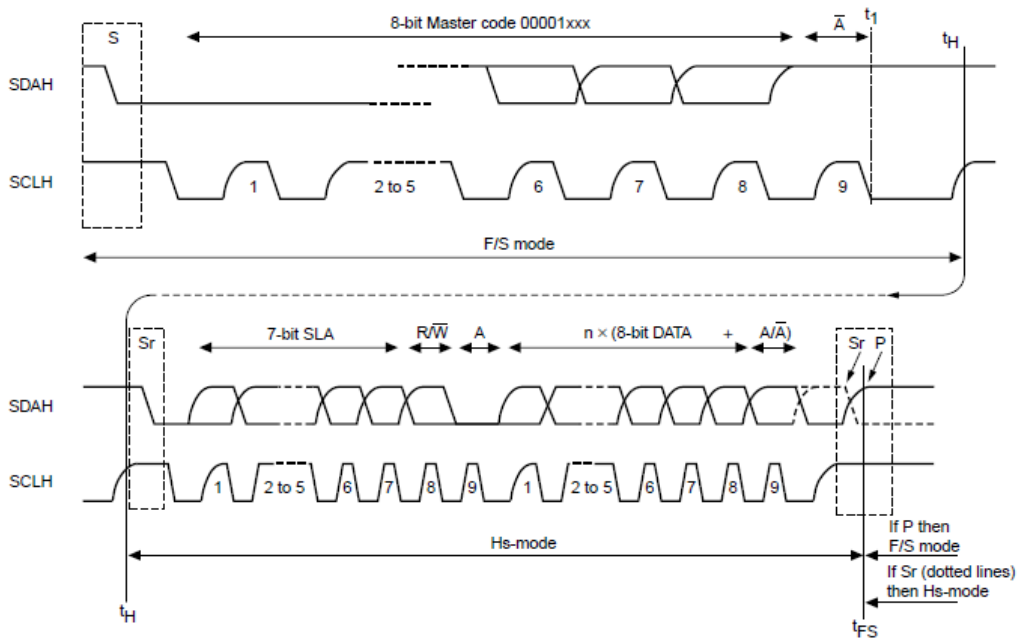 8-bit Master code 00001xxx
S
A̅
t1
tH
SDAH
SCLH
1
2 to 5
6
7
8
9
F/S mode
Sr
7-bit SLA
R/W̅
A
n × (8-bit DATA + A/A̅)
Sr P
SDAH
SCLH
1
2 to 5
6
7
8
9
1
2 to 5
6
7
8
9
Hs-mode
If P then
F/S mode
If Sr (dotted lines)
then Hs-mode
tH
tFS